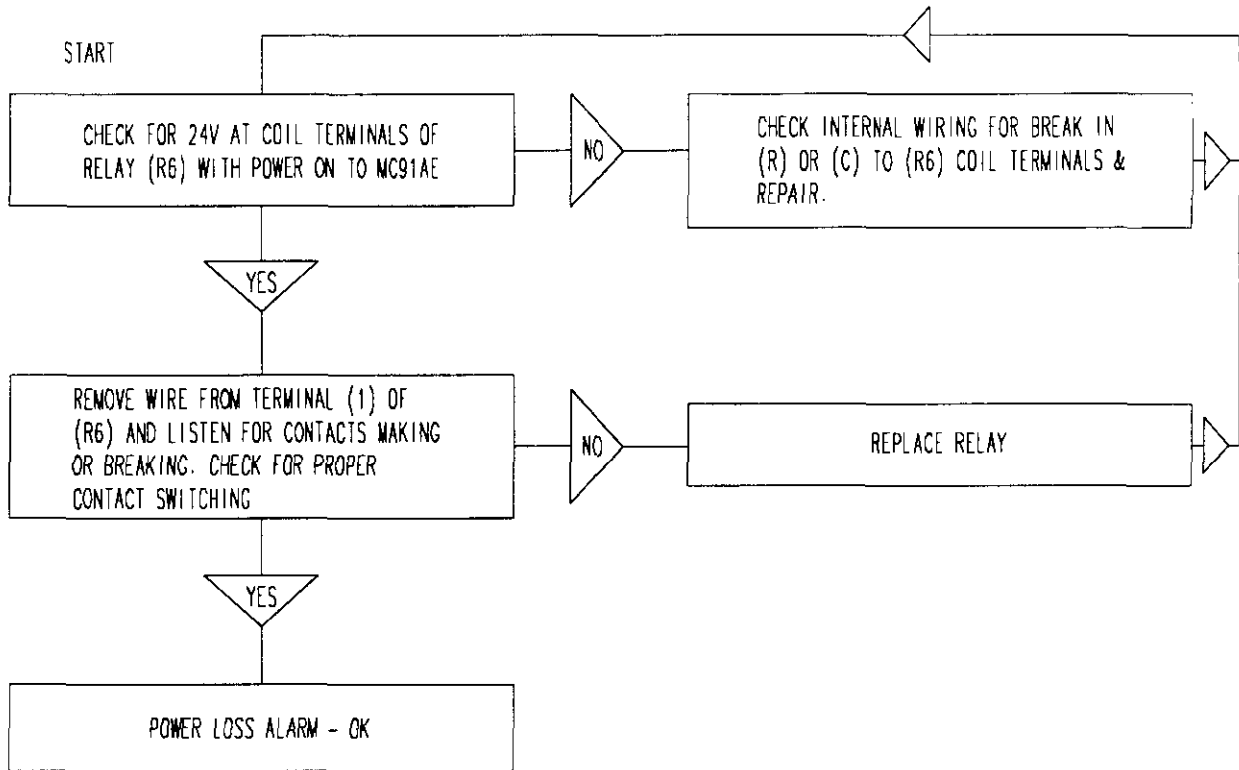 START
CHECK FOR 24V AT COIL TERMINALS OF
RELAY (R6) WITH POWER ON TO MC91AE
NO
CHECK INTERNAL WIRING FOR BREAK IN
(R) OR (C) TO (R6) COIL TERMINALS &
REPAIR.
YES
REMOVE WIRE FROM TERMINAL (1) OF
(R6) AND LISTEN FOR CONTACTS MAKING
OR BREAKING. CHECK FOR PROPER
CONTACT SWITCHING
NO
REPLACE RELAY
YES
POWER LOSS ALARM - OK